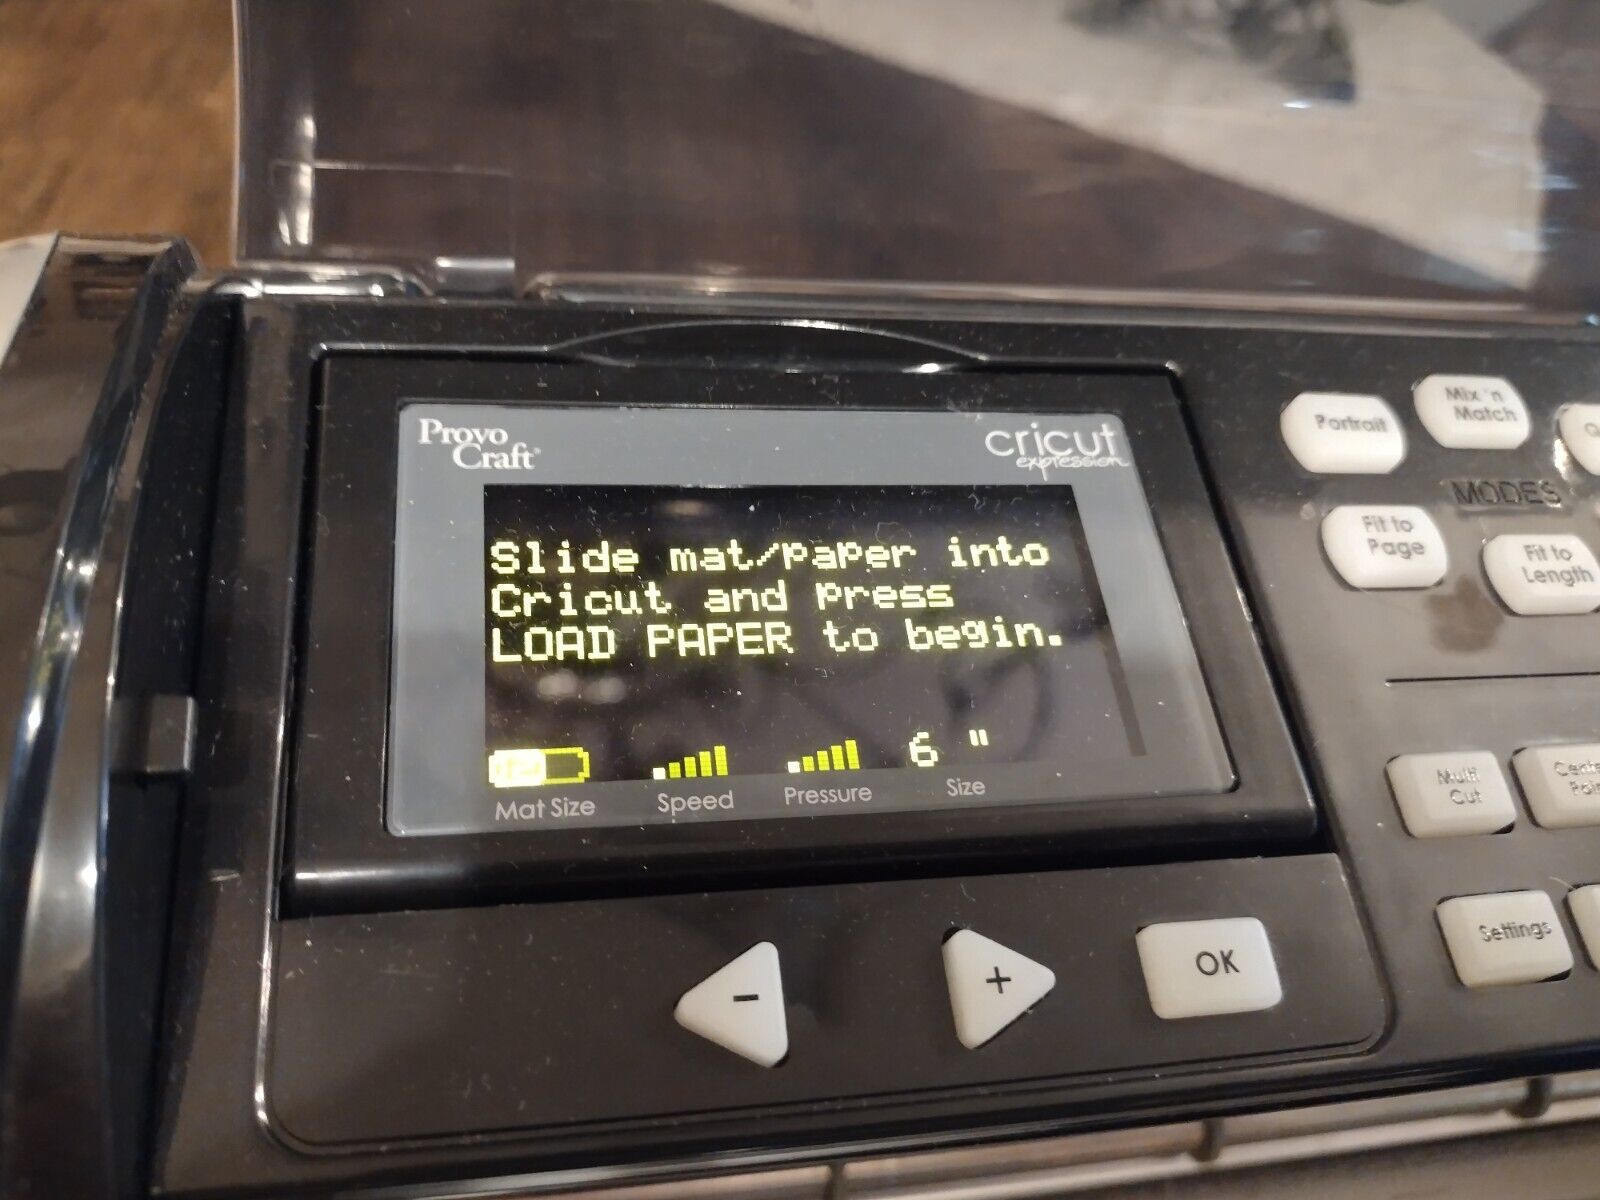 Provo
Craft®
cricut
expression
Slide mat/paper into
Cricut and press
LOAD PAPER to begin.
6 "
Mat Size
Speed
Pressure
Size
Portrait
Mix 'n
Match
MODES
Fit to
Page
Fit to
Length
Multi
Cut
Settings
-
+
OK